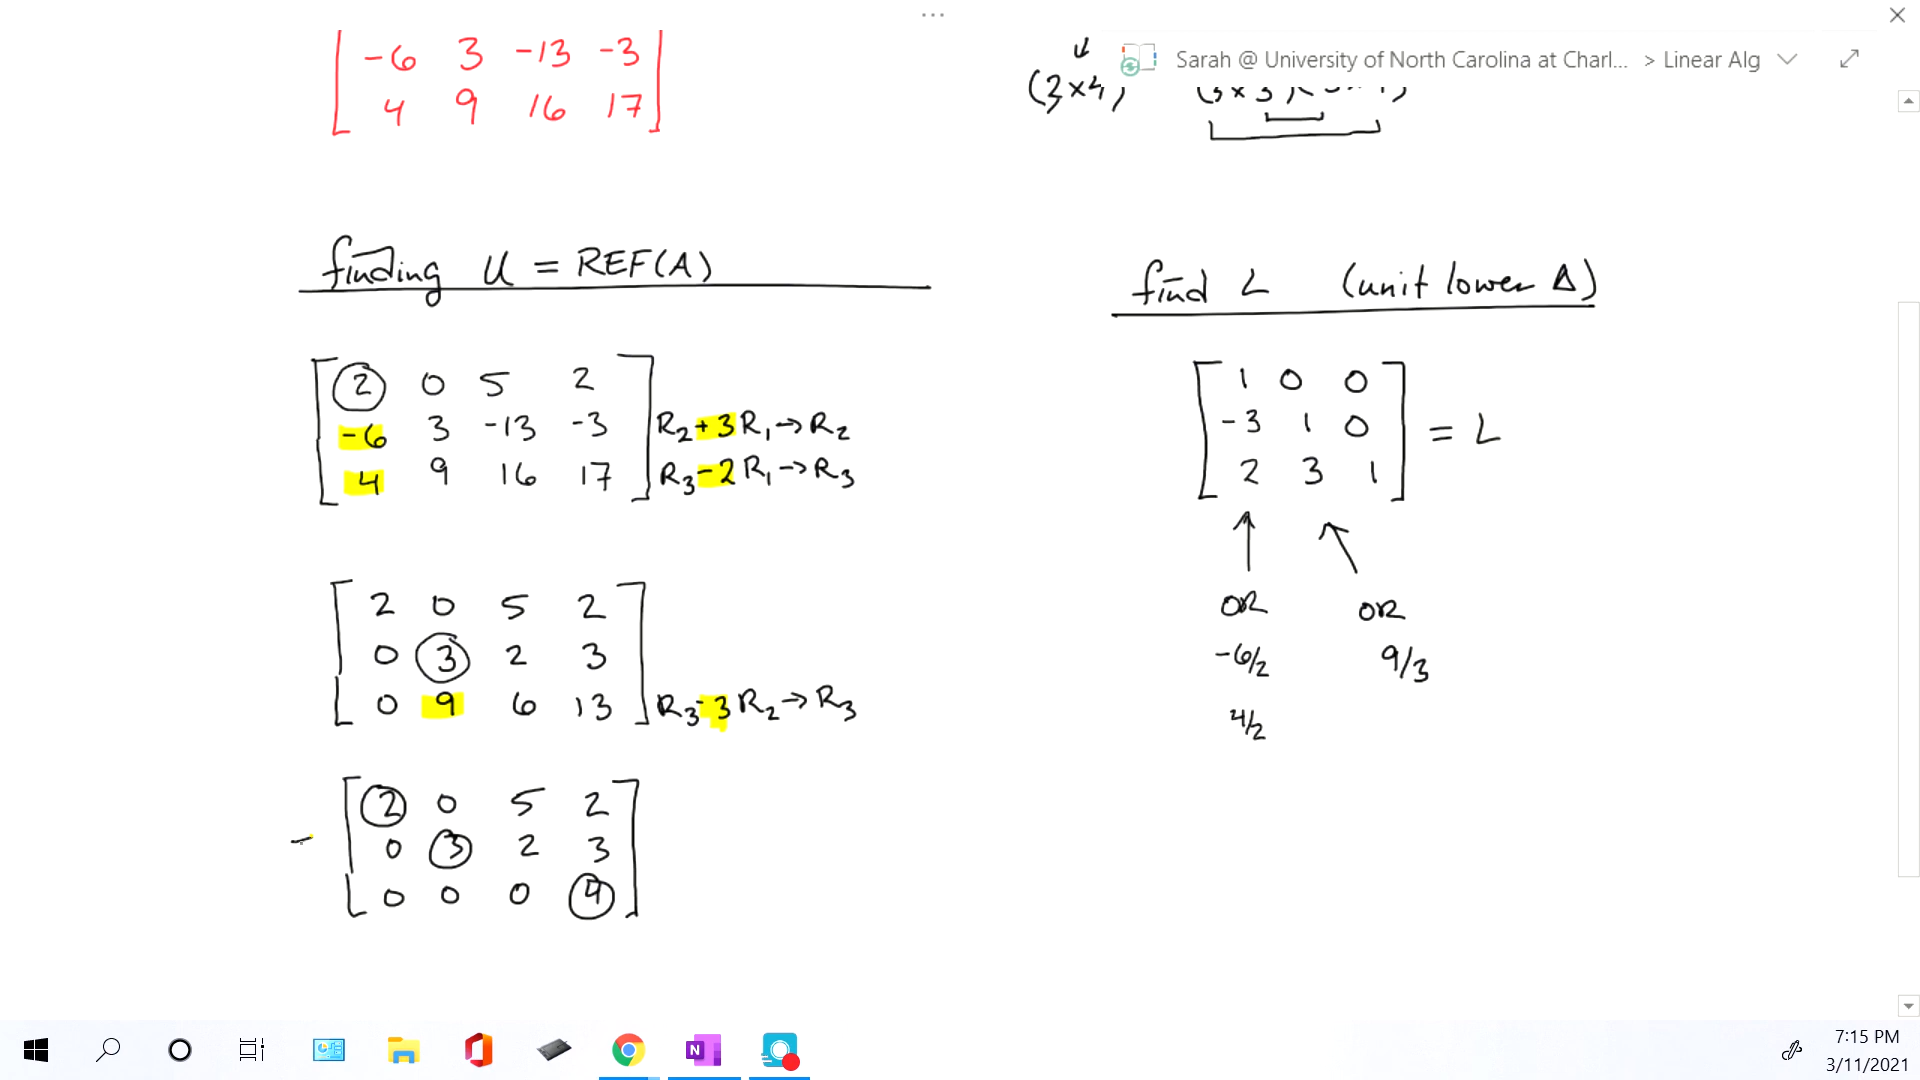 -6 3 -13 -3
4 9 16 17
(3×4)
Sarah @ University of North Carolina at Charl... > Linear Alg
finding U = REF(A)
2 0 5 2
-6 3 -13 -3 R₂ + 3R₁ → R₂
4 9 16 17 R₃ - 2R₁ → R₃
2 0 5 2
0 3 2 3
0 9 6 13 R₃ - 3R₂ → R₃
2 0 5 2
0 3 2 3
0 0 0 4
find L (unit lower Δ)
1 0 0
-3 1 0 = L
2 3 1
OR OR
-6/2 9/3
4/2
7:15 PM
3/11/2021